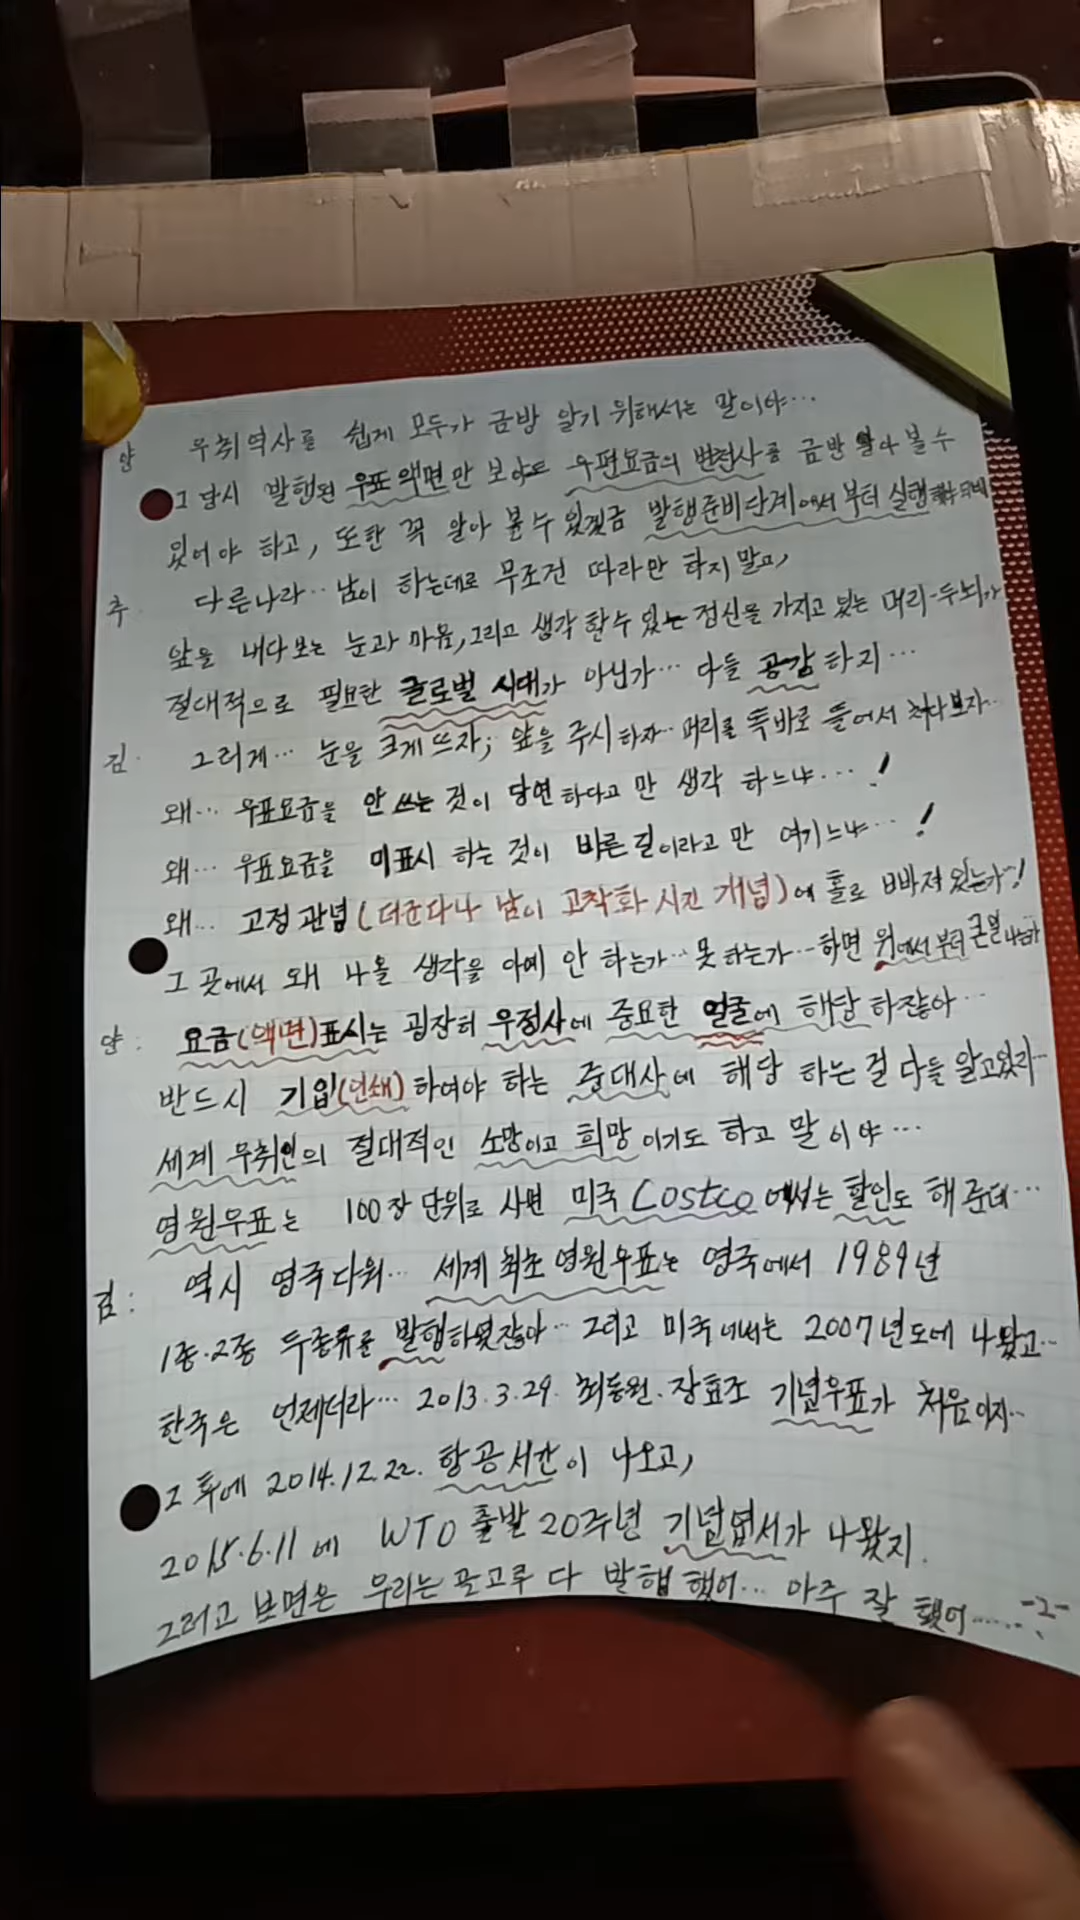 양 우취역사를 쉽게 모두가 금방 알기 위해서는 말이야...
그 당시 발행된 우표액면만 보아도 우편요금의 변천사를 금방 알아 볼 수
있어야 하고, 또한 꼭 알아 볼 수 있겠금 발행준비단계에서부터 실행
추. 다른나라... 남이 하는데로 무조건 따라만 하지말고,
앞을 내다보는 눈과 마음, 그리고 생각 할수 있는 정신을 가지고 있는 머리-두뇌가
절대적으로 필요한 글로벌 시대가 아닌가... 다들 공감하지...
김. 그러게... 눈을 크게 뜨자; 앞을 주시하자... 머리를 똑바로 들어서 쳐다보자...
왜... 우표요금을 안 쓰는 것이 당연하다고 만 생각 하느냐...!
왜... 우표요금을 미표시 하는 것이 바른길이라고 만 여기느냐...!
왜... 고정관념(더군다나 남이 고착화 시킨 개념)에 홀로 빠져 있는가..!
그 곳에서 왜 나올 생각을 아예 안 하는가... 못하는가... 하면 위에서부터 큰일나는가
양: 요금(액면)표시는 굉장히 우정사에 중요한 얼굴에 해당 하잖아...
반드시 기입(인쇄)하여야 하는 중대사에 해당 하는 걸 다들 알고있지...
세계 우취인의 절대적인 소망이고 희망이기도 하고 말이야...
영원우표는 100장 단위로 사면 미국 Costco에서는 할인도 해 준데...
김: 역시 영국다워... 세계최초 영원우표는 영국에서 1989년
1종.2종 두종류를 발행하였잖아... 그리고 미국에서는 2007년도에 나왔고...
한국은 언제더라... 2013.3.29. 최동원.장효조 기념우표가 처음이지...
그 후에 2014.12.22. 항공서간이 나오고,
2015.6.11에 WTO 출발 20주년 기념엽서가 나왔지.
그러고 보면은 우리는 골고루 다 발행했어... 아주 잘 했어......
-2-